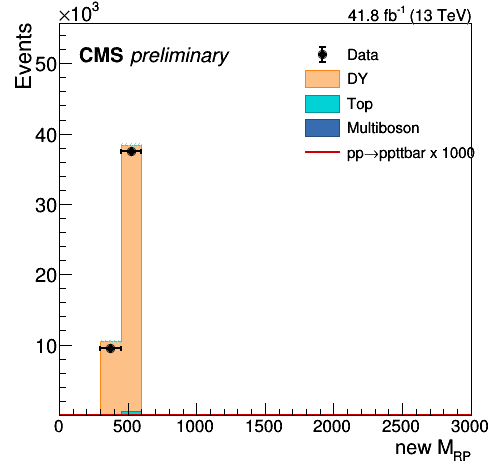 ×10³
41.8 fb⁻¹ (13 TeV)
Events
CMS preliminary
Data
DY
Top
Multiboson
pp→ppttbar x 1000
50
40
30
20
10
0 500 1000 1500 2000 2500 3000
new M_RP